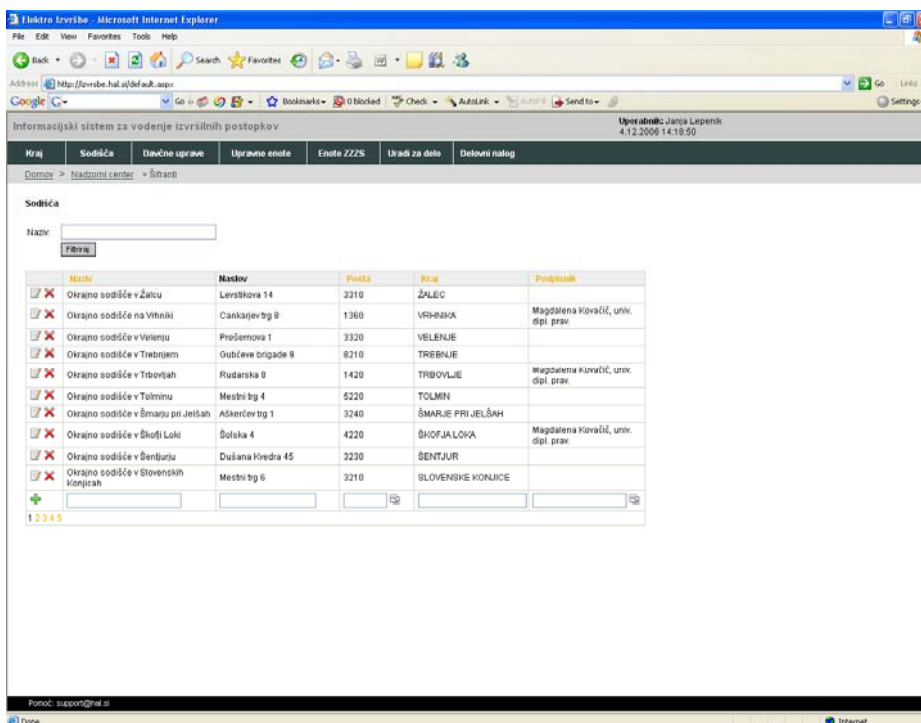 Elektro Izvršbe - Microsoft Internet Explorer
File Edit View Favorites Tools Help
Back Search Favorites
Address http://izvrsbe.hal.si/default.aspx Go Links
Google G Go Bookmarks 0 blocked Check AutoLink AutoFill Send to Settings
Informacijski sistem za vodenje izvršilnih postopkov
Uporabnik: Janja Lepenik
4.12.2006 14:18:50
Kraj Sodišča Davčne uprave Upravne enote Enote ZZZS Uradi za delo Delovni nalog
Domov > Nadzorni center > Šifranti
Sodišča
Naziv:
Filtriraj
Naziv Naslov Pošta Kraj Podpisnik
Okrajno sodišče v Žalcu Levstikova 14 3310 ŽALEC
Okrajno sodišče na Vrhniki Cankarjev trg 8 1360 VRHNIKA Magdalena Kovačič, univ. dipl. prav.
Okrajno sodišče v Velenju Prešernova 1 3320 VELENJE
Okrajno sodišče v Trebnjem Gubčeve brigade 9 8210 TREBNJE
Okrajno sodišče v Trbovljah Rudarska 8 1420 TRBOVLJE Magdalena Kovačič, univ. dipl. prav.
Okrajno sodišče v Tolminu Mestni trg 4 5220 TOLMIN
Okrajno sodišče v Šmarju pri Jelšah Aškerčev trg 1 3240 ŠMARJE PRI JELŠAH
Okrajno sodišče v Škofji Loki Šolska 4 4220 ŠKOFJA LOKA Magdalena Kovačič, univ. dipl. prav.
Okrajno sodišče v Šentjurju Dušana Kvedra 45 3230 ŠENTJUR
Okrajno sodišče v Slovenskih Konjicah Mestni trg 6 3210 SLOVENSKE KONJICE
1 2 3 4 5
Pomoč: support@hal.si
Done Internet